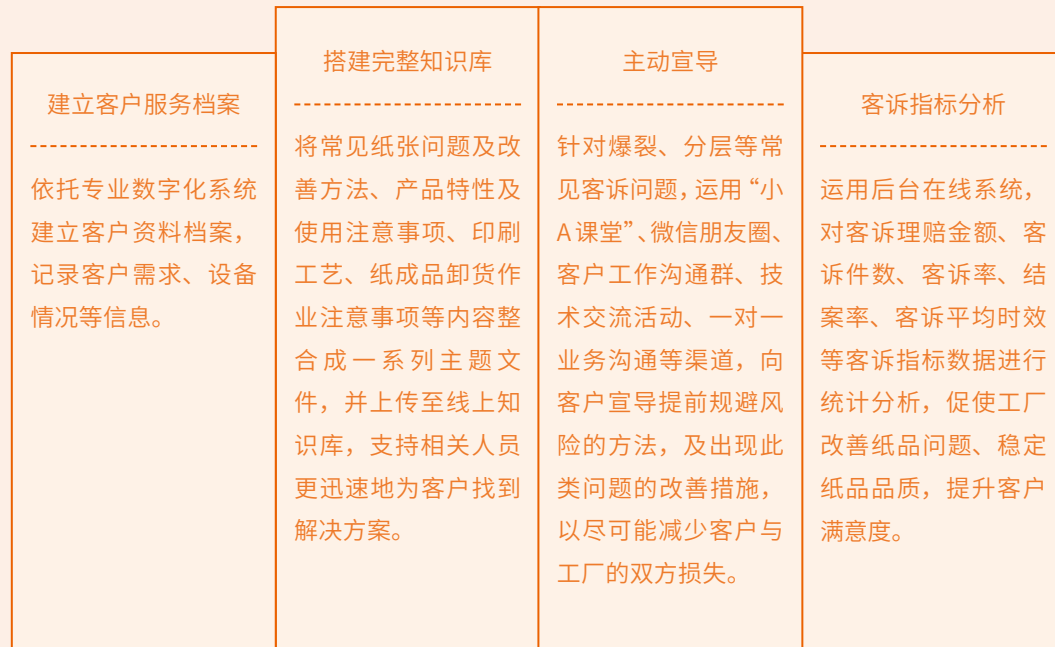 建立客户服务档案
依托专业数字化系统
建立客户资料档案，
记录客户需求、设备
情况等信息。
搭建完整知识库
将常见纸张问题及改
善方法、产品特性及
使用注意事项、印刷
工艺、纸成品卸货作
业注意事项等内容整
合成一系列主题文
件，并上传至线上知
识库，支持相关人员
更迅速地为客户找到
解决方案。
主动宣导
针对爆裂、分层等常
见客诉问题，运用“小
A课堂”、微信朋友圈、
客户工作沟通群、技
术交流活动、一对一
业务沟通等渠道，向
客户宣导提前规避风
险的方法，及出现此
类问题的改善措施，
以尽可能减少客户与
工厂的双方损失。
客诉指标分析
运用后台在线系统，
对客诉理赔金额、客
诉件数、客诉率、结
案率、客诉平均时效
等客诉指标数据进行
统计分析，促使工厂
改善纸品问题、稳定
纸品品质，提升客户
满意度。